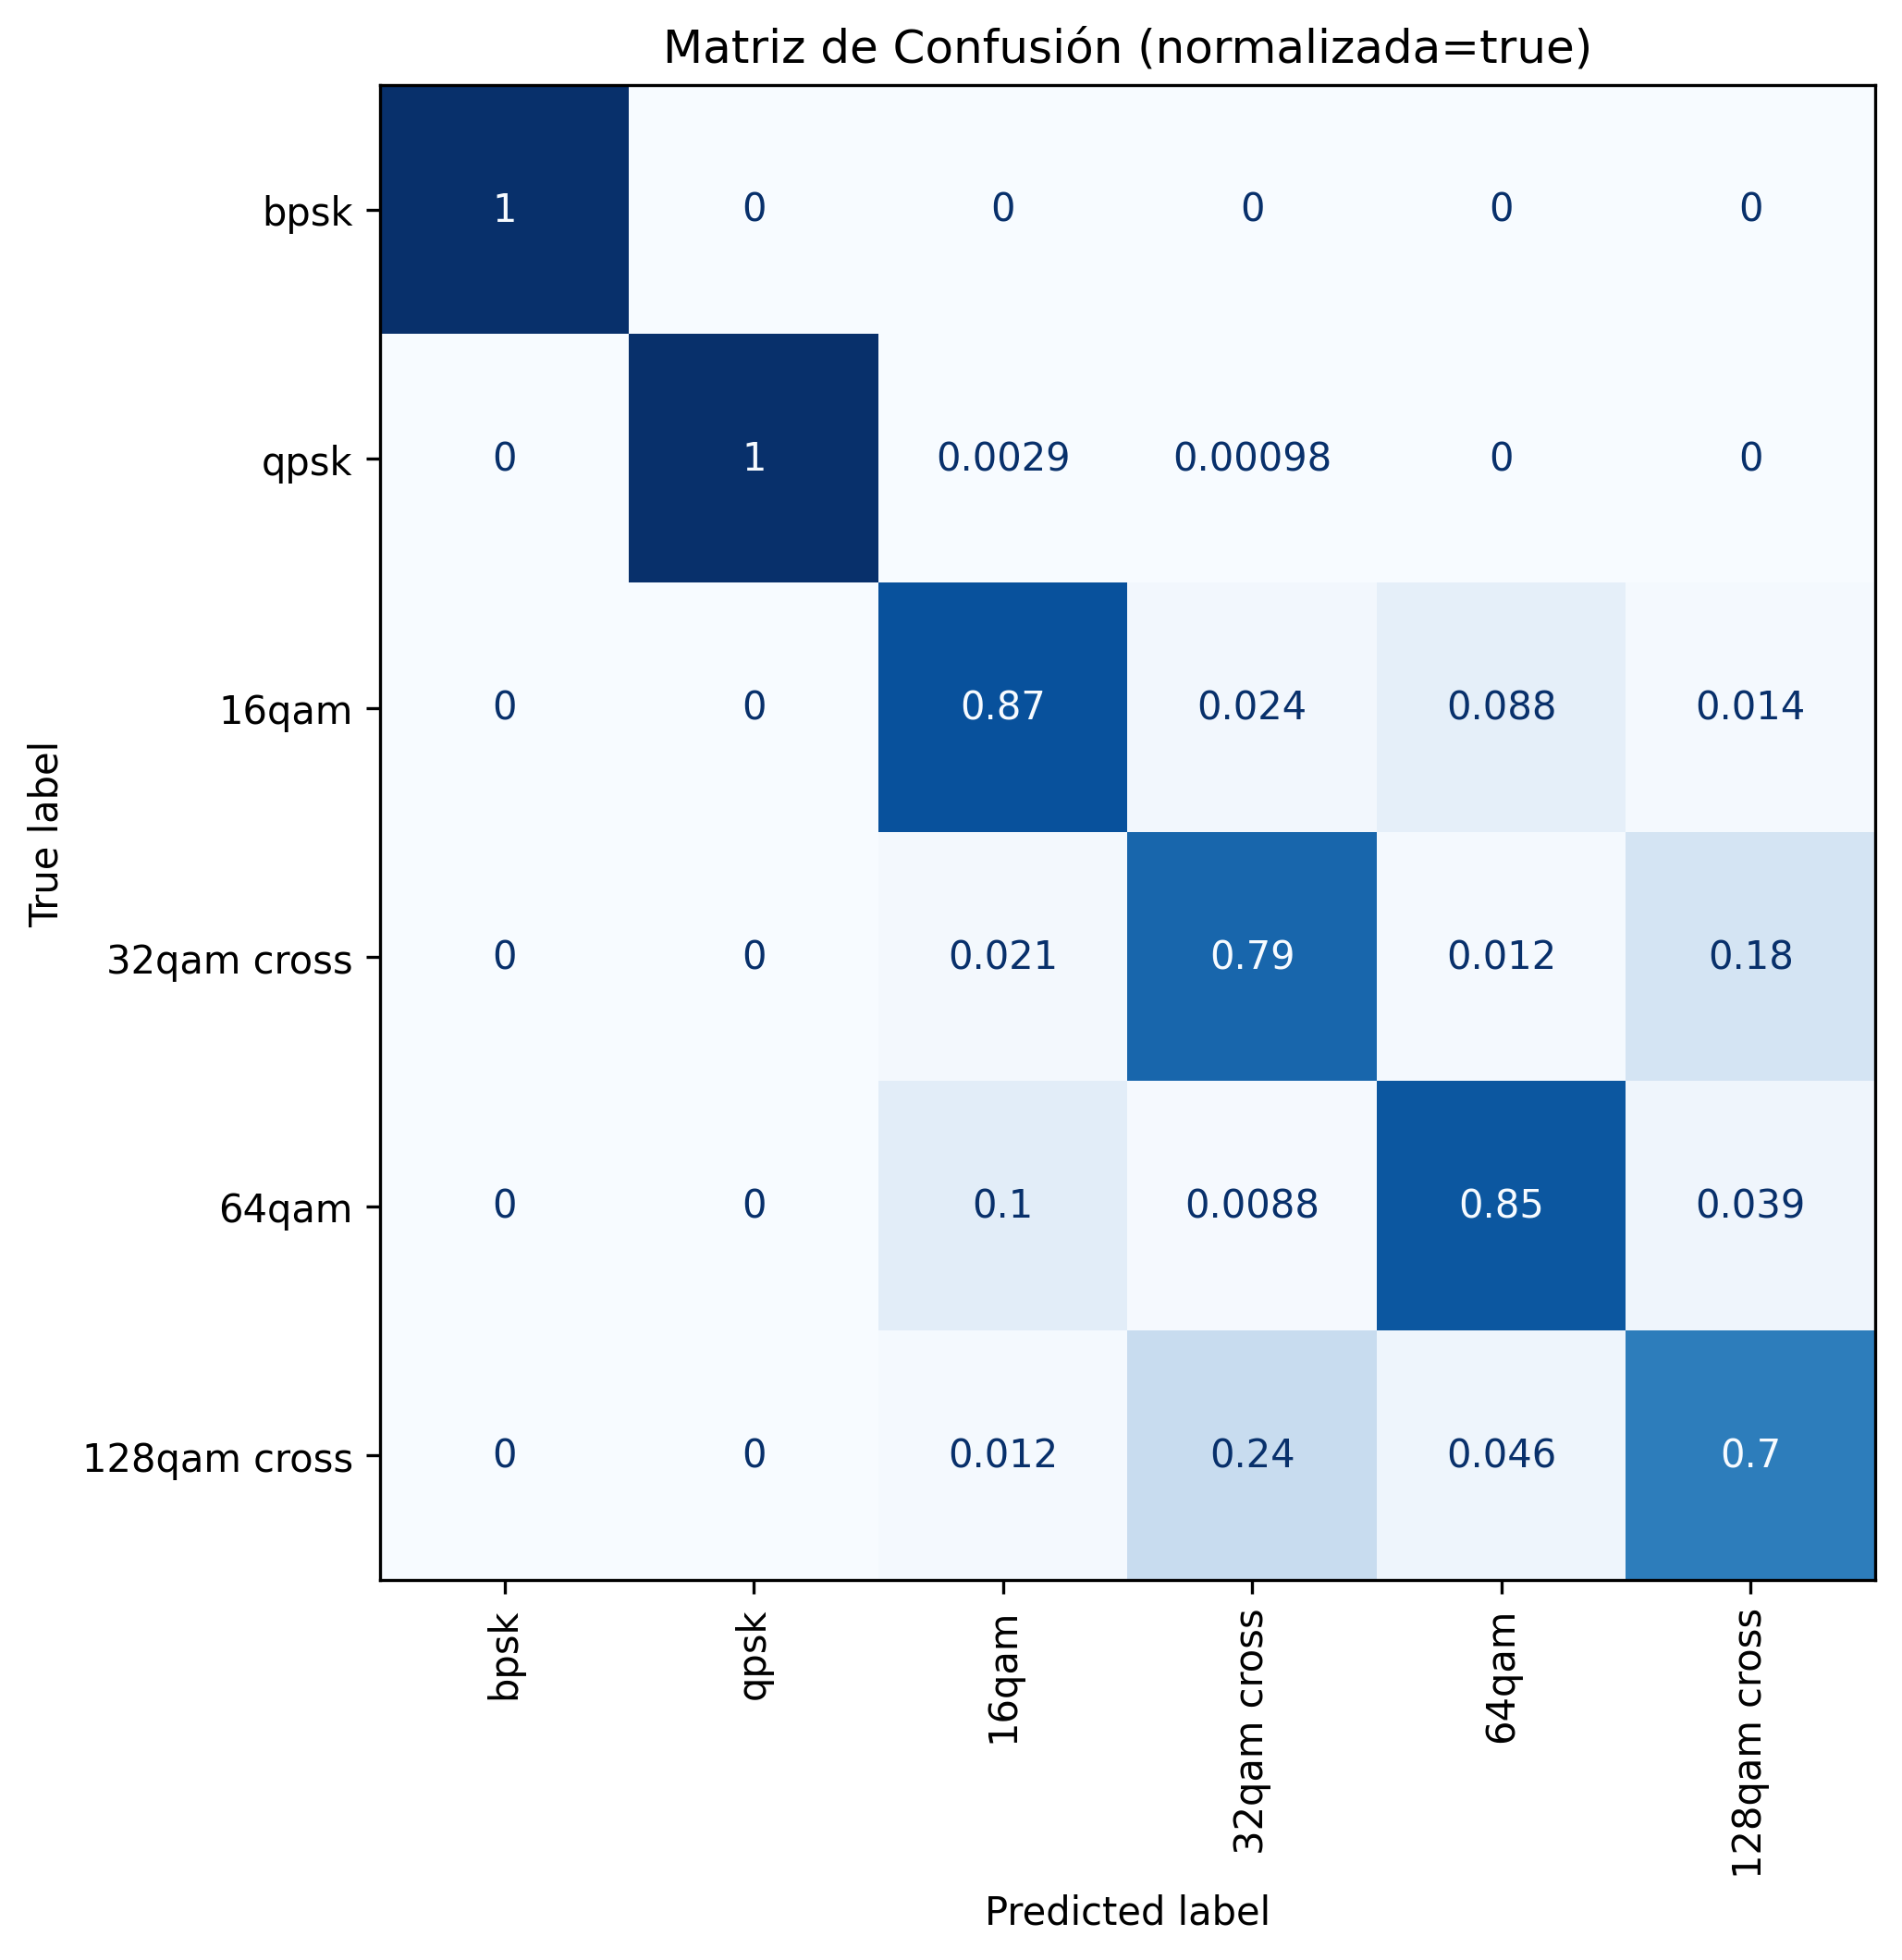 Matriz de Confusión (normalizada=true)
True label
bpsk 1 0 0 0 0 0
qpsk 0 1 0.0029 0.00098 0 0
16qam 0 0 0.87 0.024 0.088 0.014
32qam cross 0 0 0.021 0.79 0.012 0.18
64qam 0 0 0.1 0.0088 0.85 0.039
128qam cross 0 0 0.012 0.24 0.046 0.7
bpsk qpsk 16qam 32qam cross 64qam 128qam cross
Predicted label